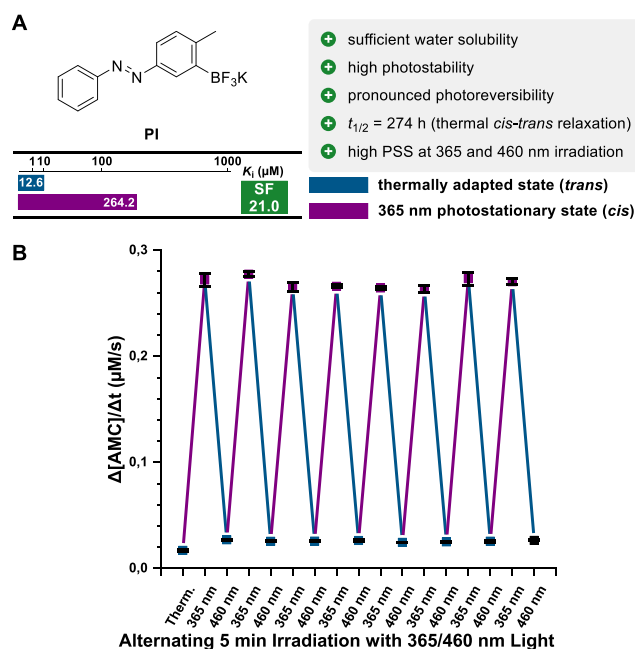 A
N
N
BF3K
PI
110 100 1000 Ki (μM)
12.6
264.2
SF
21.0
sufficient water solubility
high photostability
pronounced photoreversibility
t1/2 = 274 h (thermal cis-trans relaxation)
high PSS at 365 and 460 nm irradiation
thermally adapted state (trans)
365 nm photostationary state (cis)
B
0,3
0,2
0,1
0,0
Δ[AMC]/Δt (μM/s)
Therm.
365 nm
460 nm
365 nm
460 nm
365 nm
460 nm
365 nm
460 nm
365 nm
460 nm
365 nm
460 nm
365 nm
460 nm
365 nm
460 nm
Alternating 5 min Irradiation with 365/460 nm Light